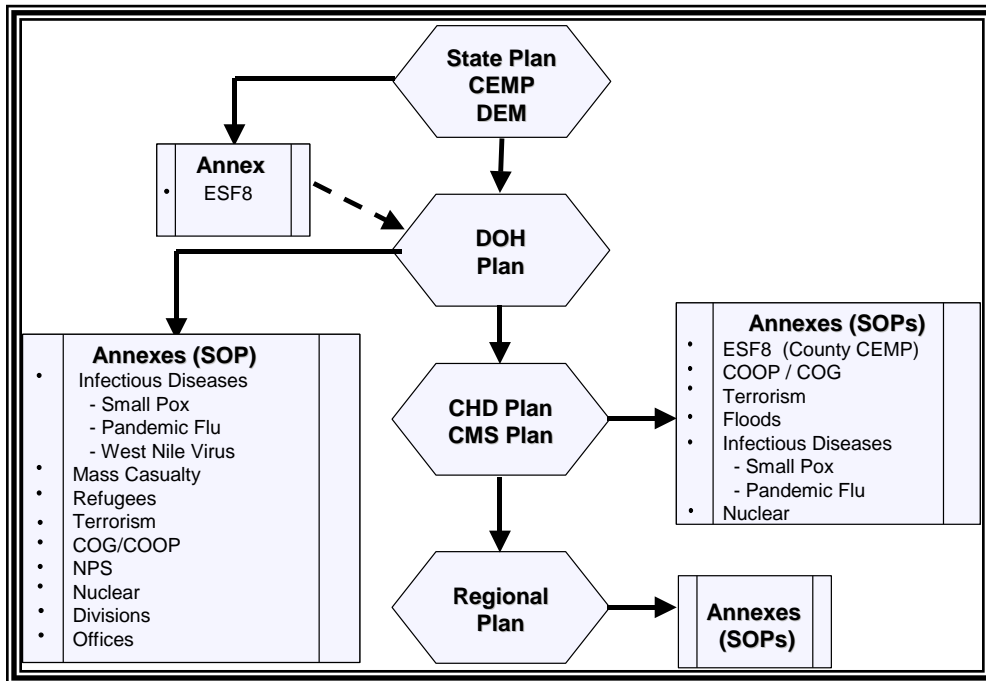 State Plan
CEMP
DEM
Annex
• ESF8
DOH
Plan
Annexes (SOP)
• Infectious Diseases
- Small Pox
- Pandemic Flu
- West Nile Virus
• Mass Casualty
• Refugees
• Terrorism
• COG/COOP
• NPS
• Nuclear
• Divisions
• Offices
CHD Plan
CMS Plan
Annexes (SOPs)
• ESF8 (County CEMP)
• COOP / COG
• Terrorism
• Floods
• Infectious Diseases
- Small Pox
- Pandemic Flu
• Nuclear
Regional
Plan
Annexes
(SOPs)